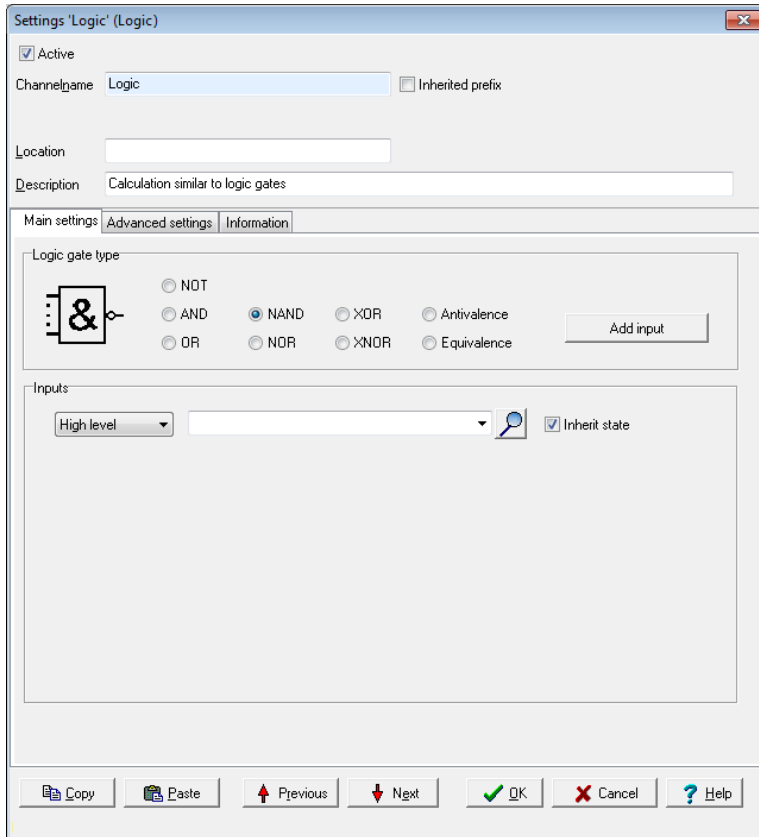 Settings 'Logic' (Logic)
Active
Channelname Logic Inherited prefix
Location
Description Calculation similar to logic gates
Main settings Advanced settings Information
Logic gate type
NOT
& AND NAND XOR Antivalence Add input
OR NOR XNOR Equivalence
Inputs
High level Inherit state
Copy Paste Previous Next OK Cancel ? Help